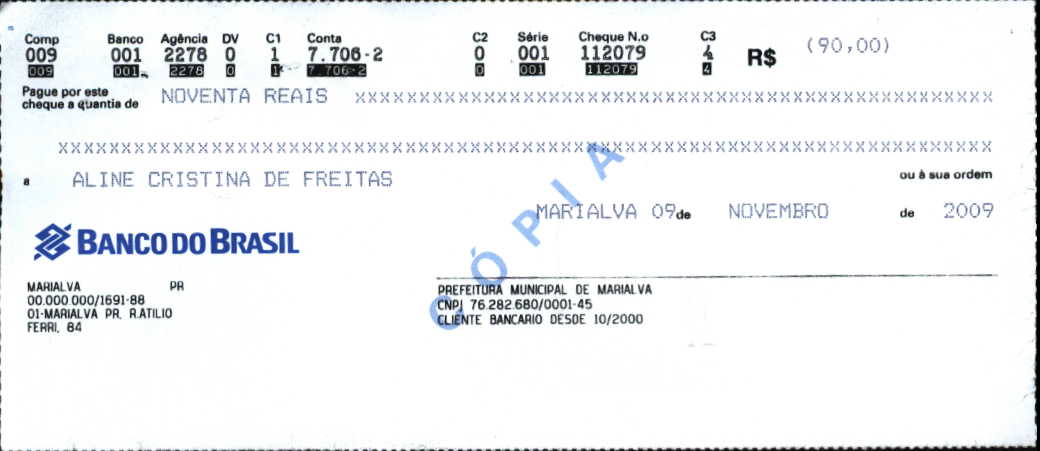 Comp Banco Agência DV C1 Conta C2 Série Cheque N.o C3
009 001 2278 0 1 7.706-2 0 001 112079 4 R$ (90,00)
009 001 2278 0 1 7.706-2 0 001 112079 4
Pague por este
cheque a quantia de NOVENTA REAIS XXXXXXXXXXXXXXXXXXXXXXXXXXXXXXXXXXXXXXXXXXXXXXXXXXX
XXXXXXXXXXXXXXXXXXXXXXXXXXXXXXXXXXXXXXXXXXXXXXXXXXXXXXXXXXXXXXXXXXXXXXXXX
a ALINE CRISTINA DE FREITAS ou à sua ordem
MARIALVA 09 de NOVEMBRO de 2009
BANCO DO BRASIL
CÓPIA
MARIALVA PR
00.000.000/1691-88
01-MARIALVA PR. R.ATILIO
FERRI, 84
PREFEITURA MUNICIPAL DE MARIALVA
CNPJ 76.282.680/0001-45
CLIENTE BANCARIO DESDE 10/2000